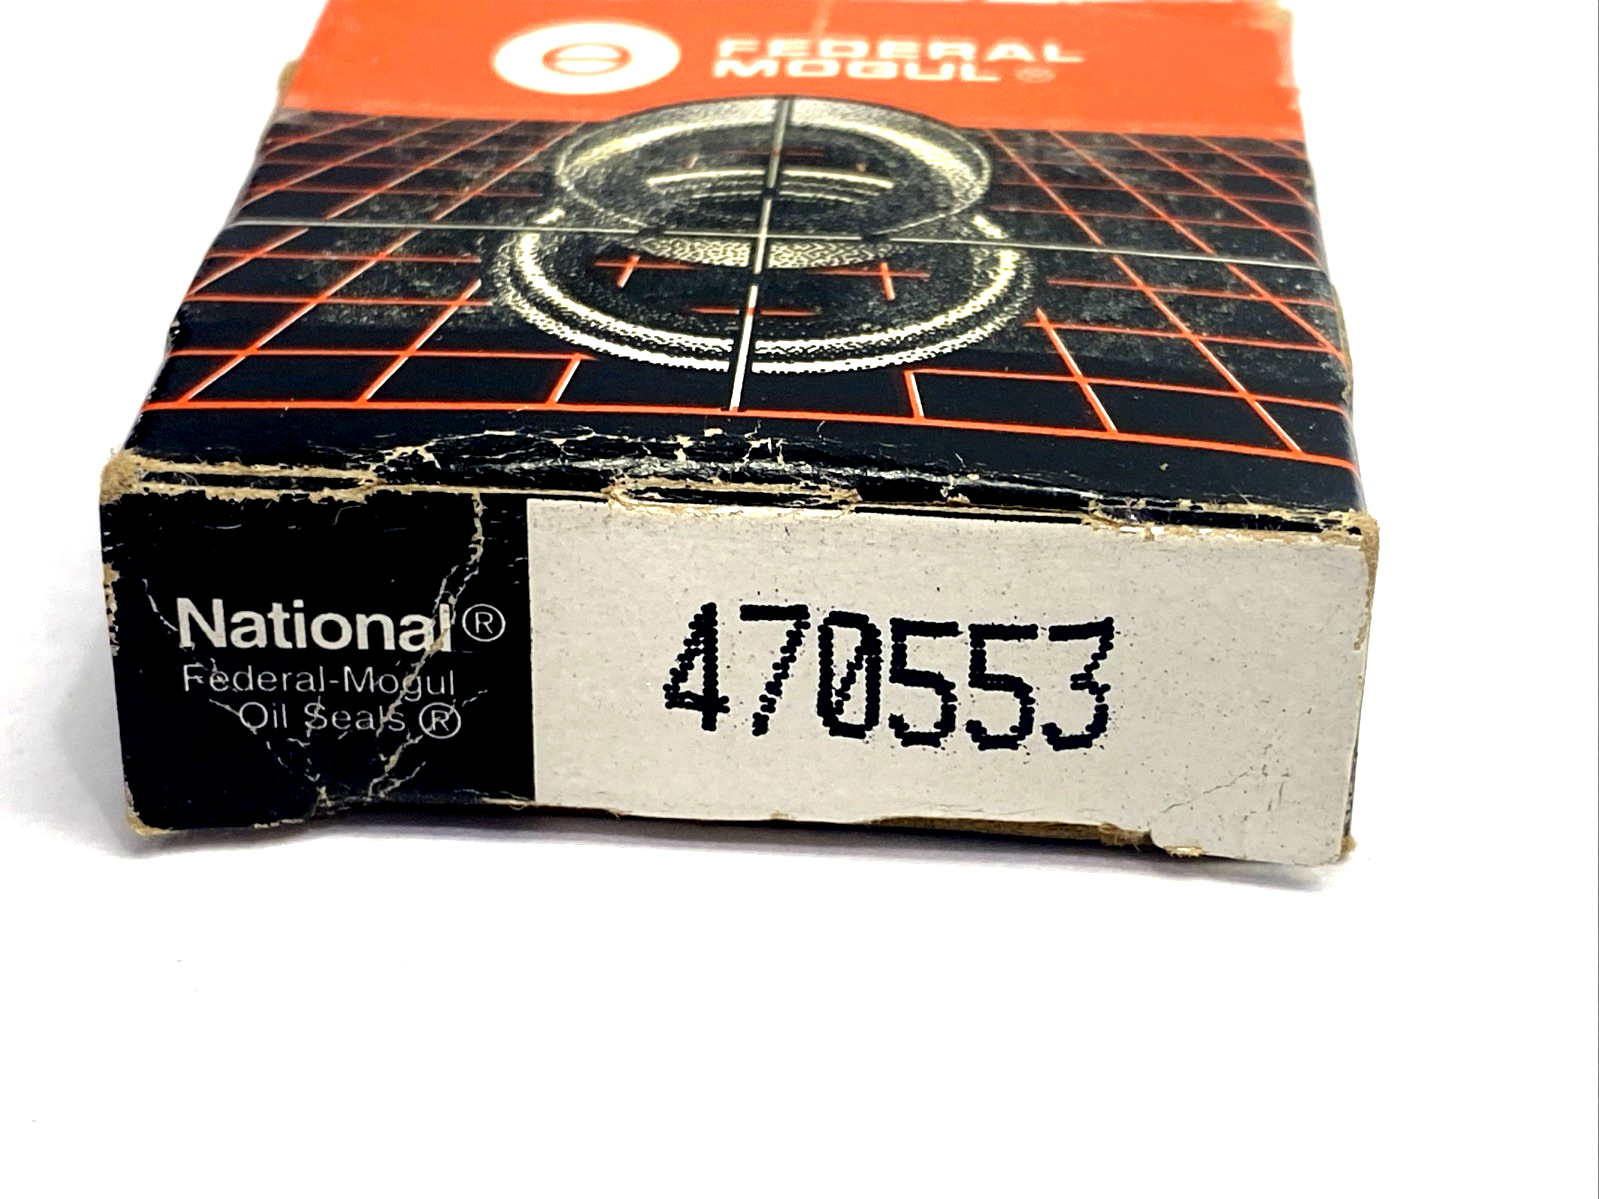 FEDERAL
MOGUL®
National®
Federal-Mogul
Oil Seals®
470553